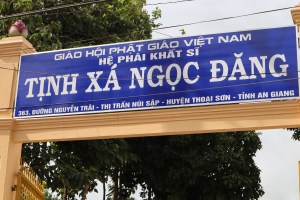 GIÁO HỘI PHẬT GIÁO VIỆT NAM
HỆ PHÁI KHẤT SĨ
TỊNH XÁ NGỌC ĐĂNG
363, ĐƯỜNG NGUYỄN TRÃI - THỊ TRẤN NÚI SẬP - HUYỆN THOẠI SƠN - TỈNH AN GIANG